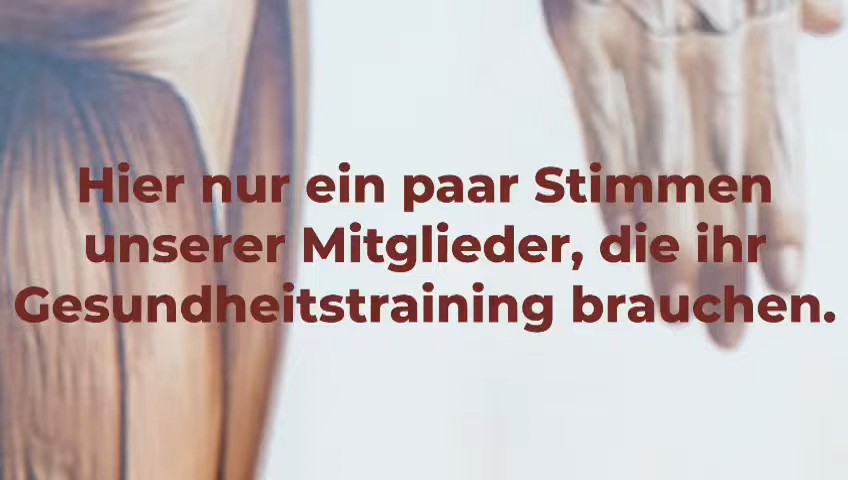 Hier nur ein paar Stimmen
unserer Mitglieder, die ihr
Gesundheitstraining brauchen.